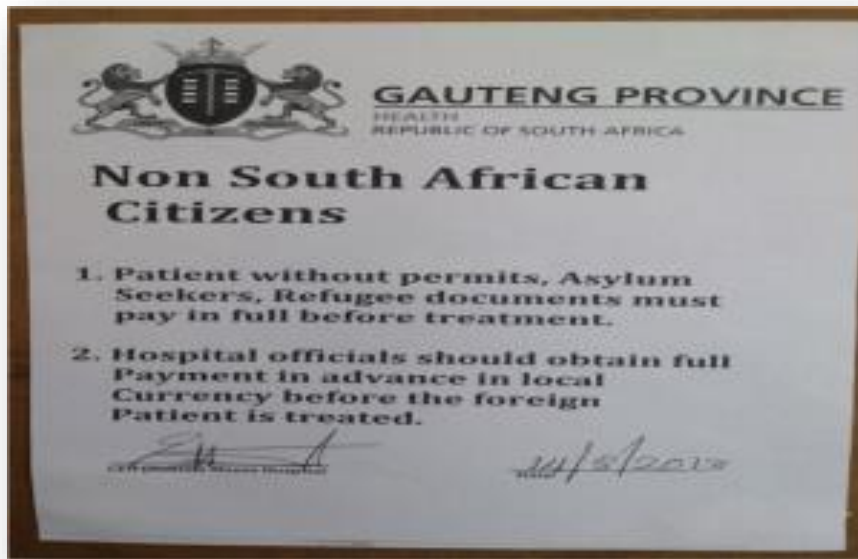 GAUTENG PROVINCE
HEALTH
REPUBLIC OF SOUTH AFRICA
Non South African
Citizens
1. Patient without permits, Asylum
Seekers, Refugee documents must
pay in full before treatment.
2. Hospital officials should obtain full
Payment in advance in local
Currency before the foreign
Patient is treated.